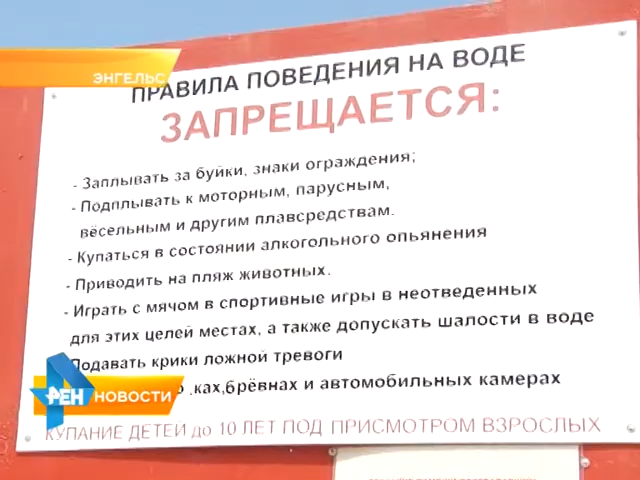 ЭНГЕЛЬС
ПРАВИЛА ПОВЕДЕНИЯ НА ВОДЕ
ЗАПРЕЩАЕТСЯ:
- Заплывать за буйки, знаки ограждения;
- Подплывать к моторным, парусным,
вёсельным и другим плавсредствам.
- Купаться в состоянии алкогольного опьянения
- Приводить на пляж животных.
- Играть с мячом в спортивные игры в неотведенных
для этих целей местах, а также допускать шалости в воде
Подавать крики ложной тревоги
ках,брёвнах и автомобильных камерах
РЕН НОВОСТИ
КУПАНИЕ ДЕТЕЙ до 10 ЛЕТ ПОД ПРИСМОТРОМ ВЗРОСЛЫХ